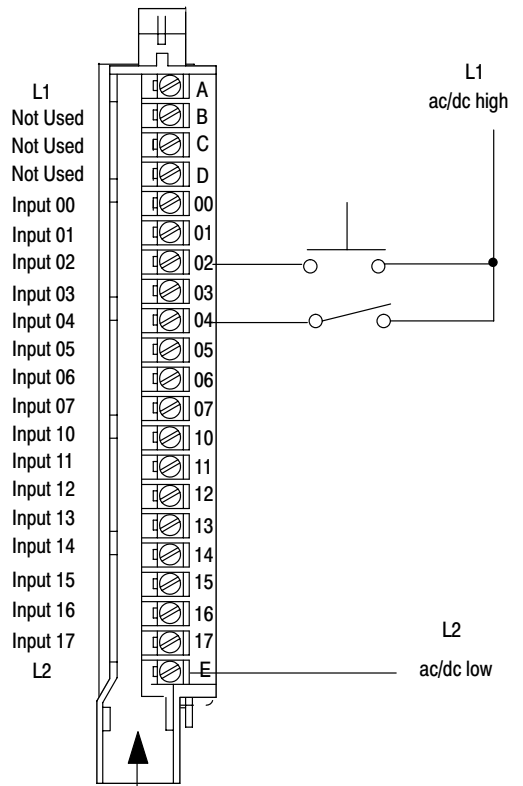 L1
ac/dc high
L1 A
Not Used B
Not Used C
Not Used D
Input 00 00
Input 01 01
Input 02 02
Input 03 03
Input 04 04
Input 05 05
Input 06 06
Input 07 07
Input 10 10
Input 11 11
Input 12 12
Input 13 13
Input 14 14
Input 15 15
Input 16 16
Input 17 17
L2 E
L2
ac/dc low